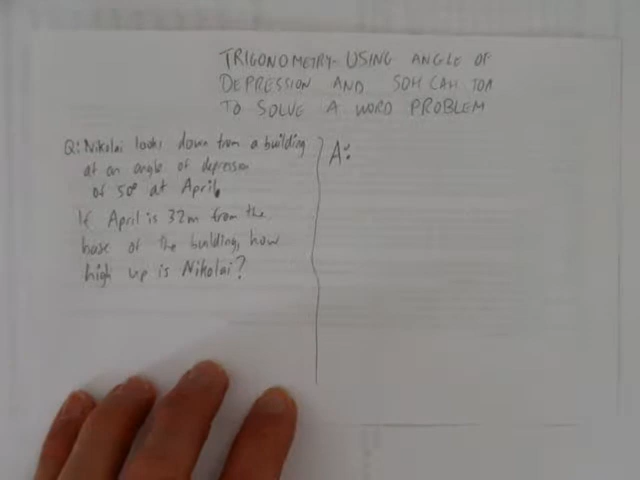 TRIGONOMETRY- USING ANGLE OF
DEPRESSION AND SOH CAH TOA
TO SOLVE A WORD PROBLEM
Q: Nikolai looks down from a building
at an angle of depression
of 50° at April.
If April is 32m from the
base of the building, how
high up is Nikolai?
A: